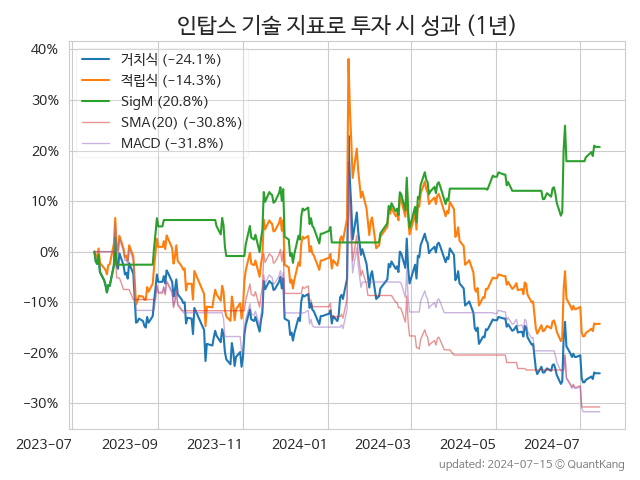 인탑스 기술 지표로 투자 시 성과 (1년)
40%
30%
20%
10%
0%
−10%
−20%
−30%
거치식 (−24.1%)
적립식 (−14.3%)
SigM (20.8%)
SMA(20) (−30.8%)
MACD (−31.8%)
2023-07 2023-09 2023-11 2024-01 2024-03 2024-05 2024-07
updated: 2024-07-15 © QuantKang